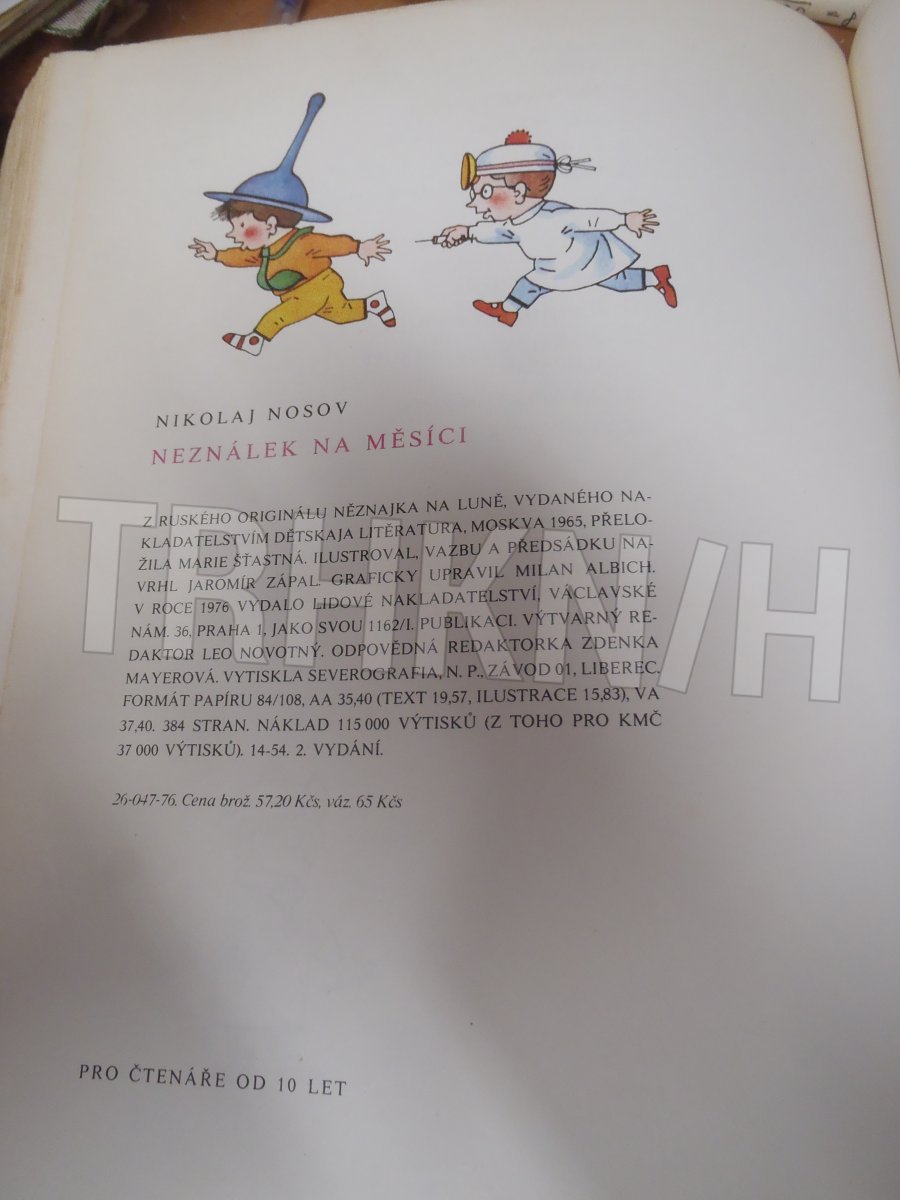 NIKOLAJ NOSOV
NEZNÁLEK NA MĚSÍCI
Z RUSKÉHO ORIGINÁLU NĚZNAJKA NA LUNĚ, VYDANÉHO NA-
KLADATELSTVÍM DĚTSKAJA LITĚRATURA, MOSKVA 1965, PŘELO-
ŽILA MARIE ŠŤASTNÁ. ILUSTROVAL, VAZBU A PŘEDSÁDKU NA-
VRHL JAROMÍR ZÁPAL. GRAFICKY UPRAVIL MILAN ALBICH.
V ROCE 1976 VYDALO LIDOVÉ NAKLADATELSTVÍ, VÁCLAVSKÉ
NÁM. 36, PRAHA 1, JAKO SVOU 1162/I. PUBLIKACI. VÝTVARNÝ RE-
DAKTOR LEO NOVOTNÝ. ODPOVĚDNÁ REDAKTORKA ZDENKA
MAYEROVÁ. VYTISKLA SEVEROGRAFIA, N. P., ZÁVOD 01, LIBEREC.
FORMÁT PAPÍRU 84/108, AA 35,40 (TEXT 19,57, ILUSTRACE 15,83), VA
37,40. 384 STRAN. NÁKLAD 115 000 VÝTISKŮ (Z TOHO PRO KMČ
37 000 VÝTISKŮ). 14-54. 2. VYDÁNÍ.
26-047-76. Cena brož. 57,20 Kčs, váz. 65 Kčs
PRO ČTENÁŘE OD 10 LET
TRHKNIH